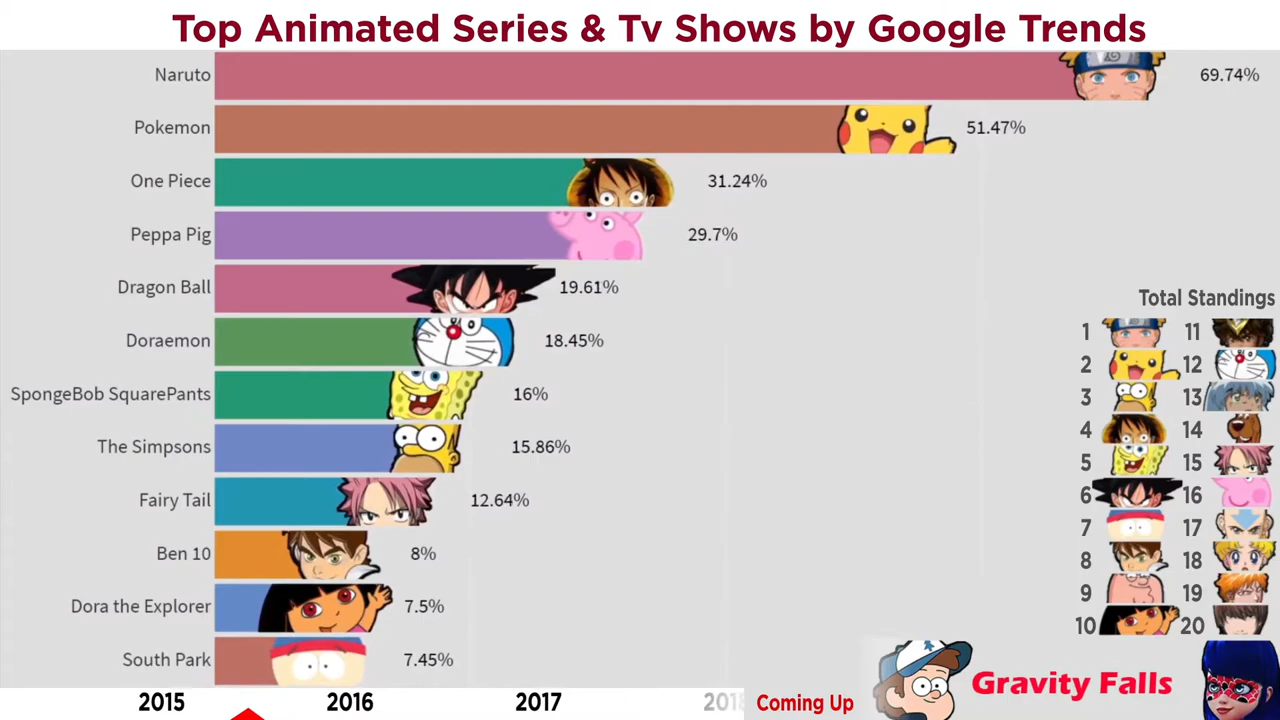 Top Animated Series & Tv Shows by Google Trends
Naruto 69.74%
Pokemon 51.47%
One Piece 31.24%
Peppa Pig 29.7%
Dragon Ball 19.61%
Doraemon 18.45%
SpongeBob SquarePants 16%
The Simpsons 15.86%
Fairy Tail 12.64%
Ben 10 8%
Dora the Explorer 7.5%
South Park 7.45%
Total Standings
1 11
2 12
3 13
4 14
5 15
6 16
7 17
8 18
9 19
10 20
2015 2016 2017 2018
Coming Up
Gravity Falls